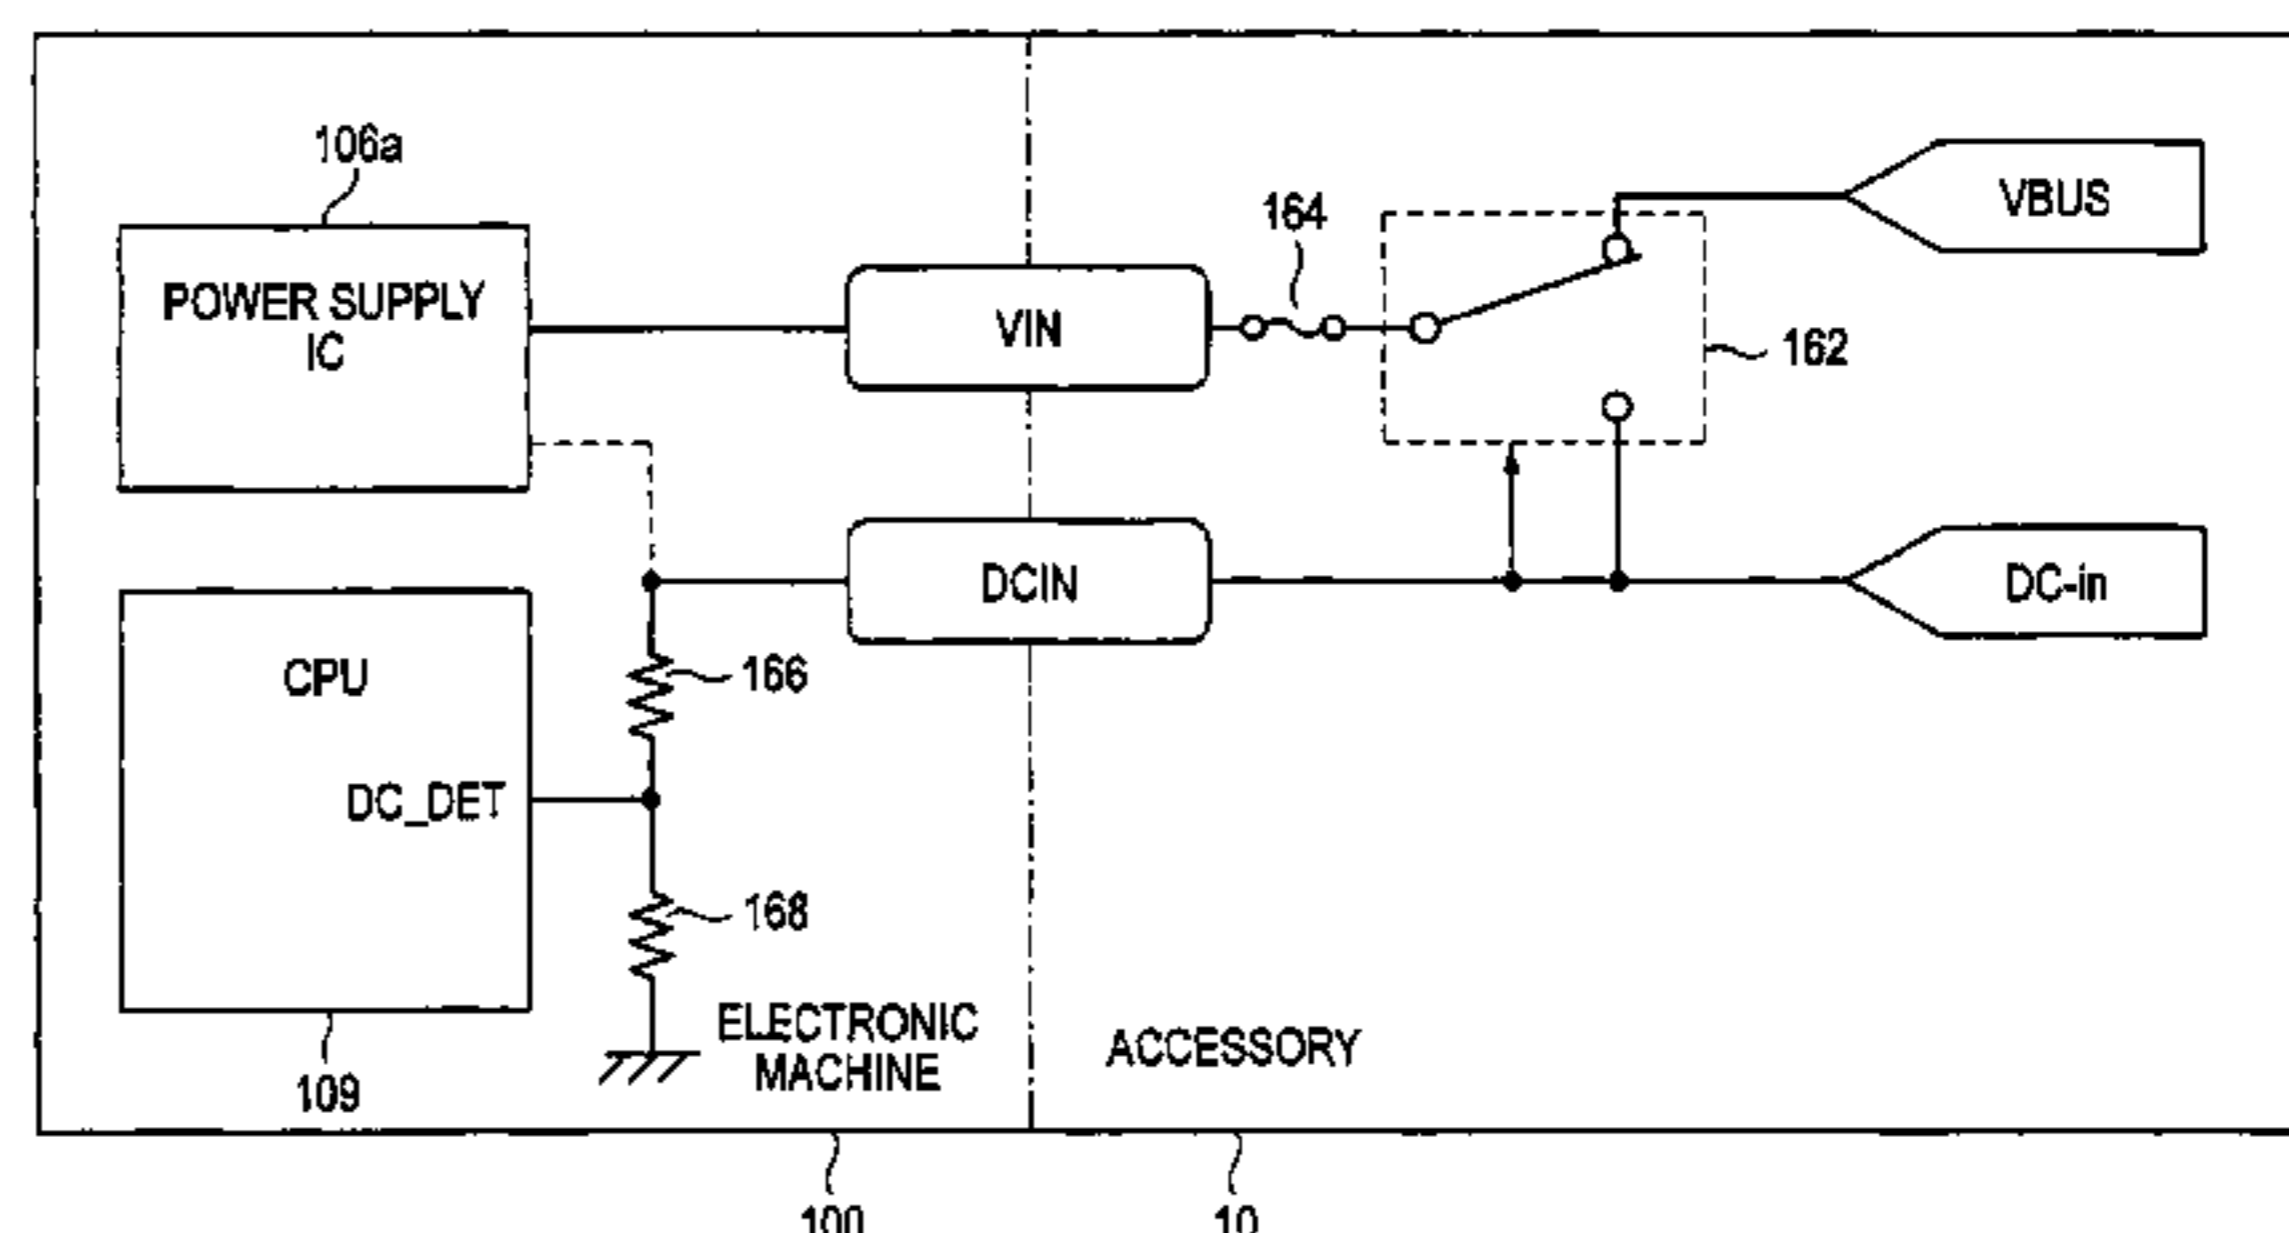 106a
POWER SUPPLY
IC
VIN
164
VBUS
162
DCIN
DC-in
CPU
166
DC_DET
168
ELECTRONIC
MACHINE
ACCESSORY
109
100
10